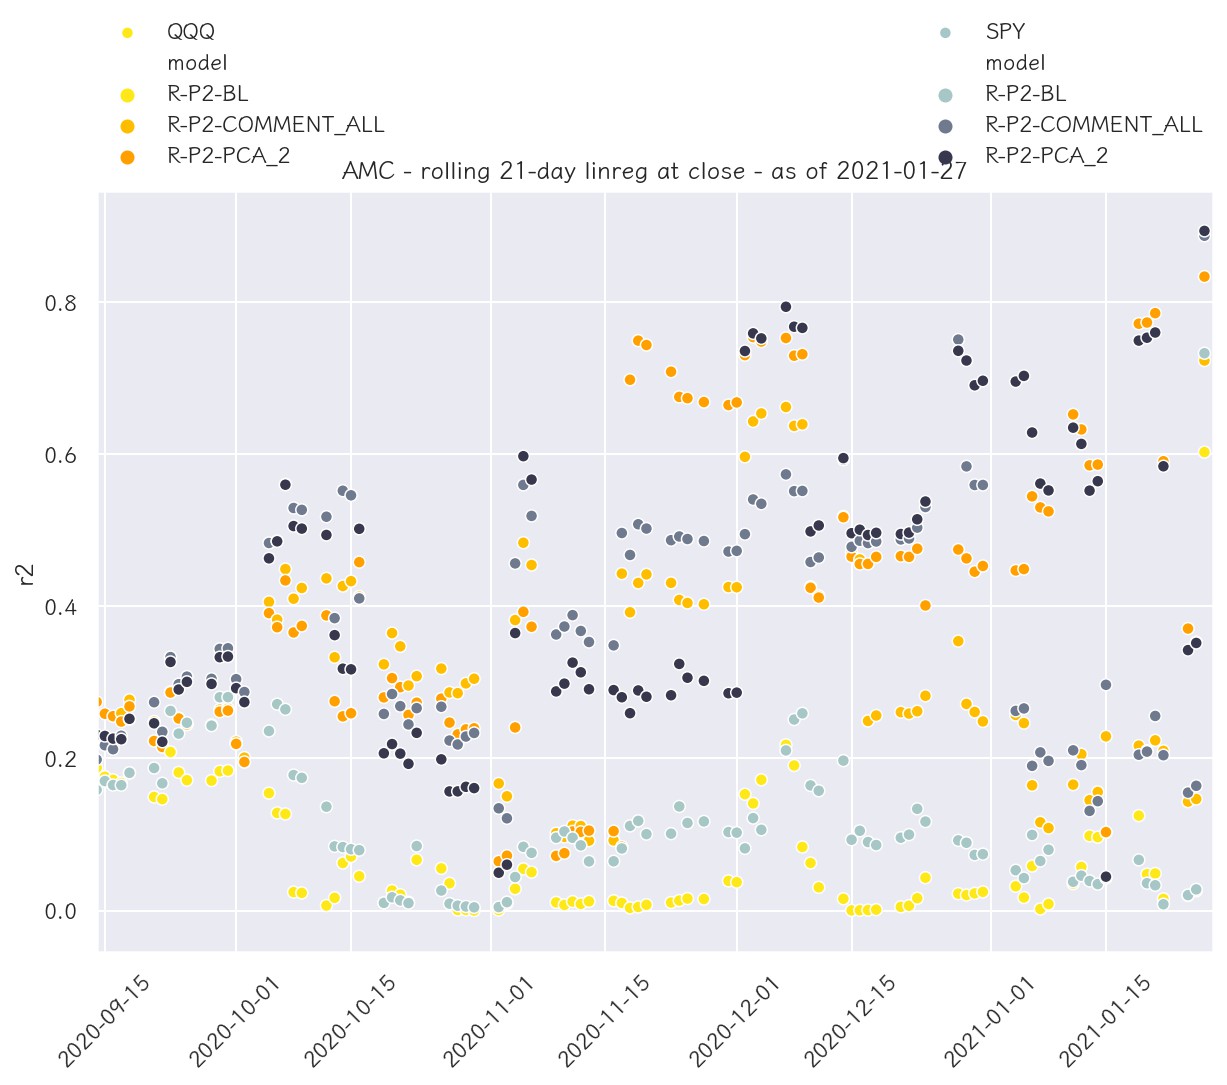 QQQ
model
R-P2-BL
R-P2-COMMENT_ALL
R-P2-PCA_2
SPY
model
R-P2-BL
R-P2-COMMENT_ALL
R-P2-PCA_2
AMC - rolling 21-day linreg at close - as of 2021-01-27
r2
0.8
0.6
0.4
0.2
0.0
2020-09-15
2020-10-01
2020-10-15
2020-11-01
2020-11-15
2020-12-01
2020-12-15
2021-01-01
2021-01-15